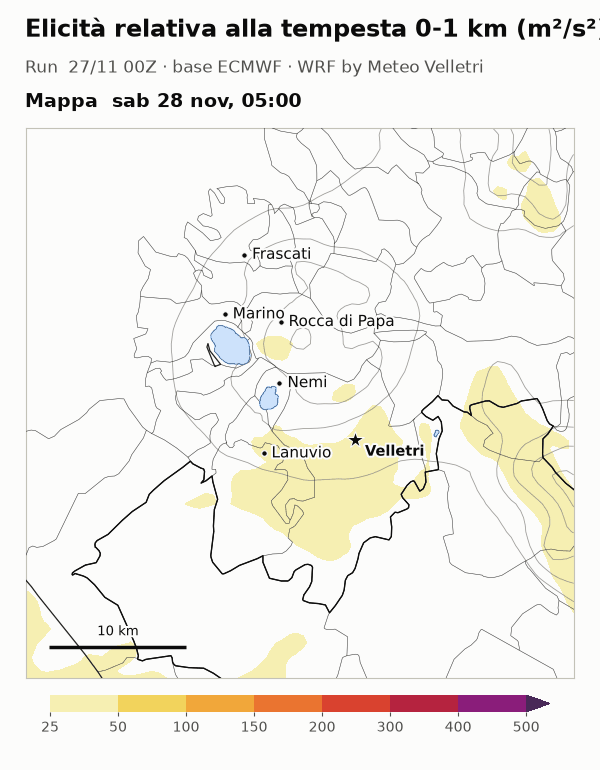 Elicità relativa alla tempesta 0-1 km (m²/s²)
Run 27/11 00Z · base ECMWF · WRF by Meteo Velletri
Mappa sab 28 nov, 05:00
Frascati
Marino
Rocca di Papa
Nemi
Velletri
Lanuvio
10 km
25 50 100 150 200 300 400 500